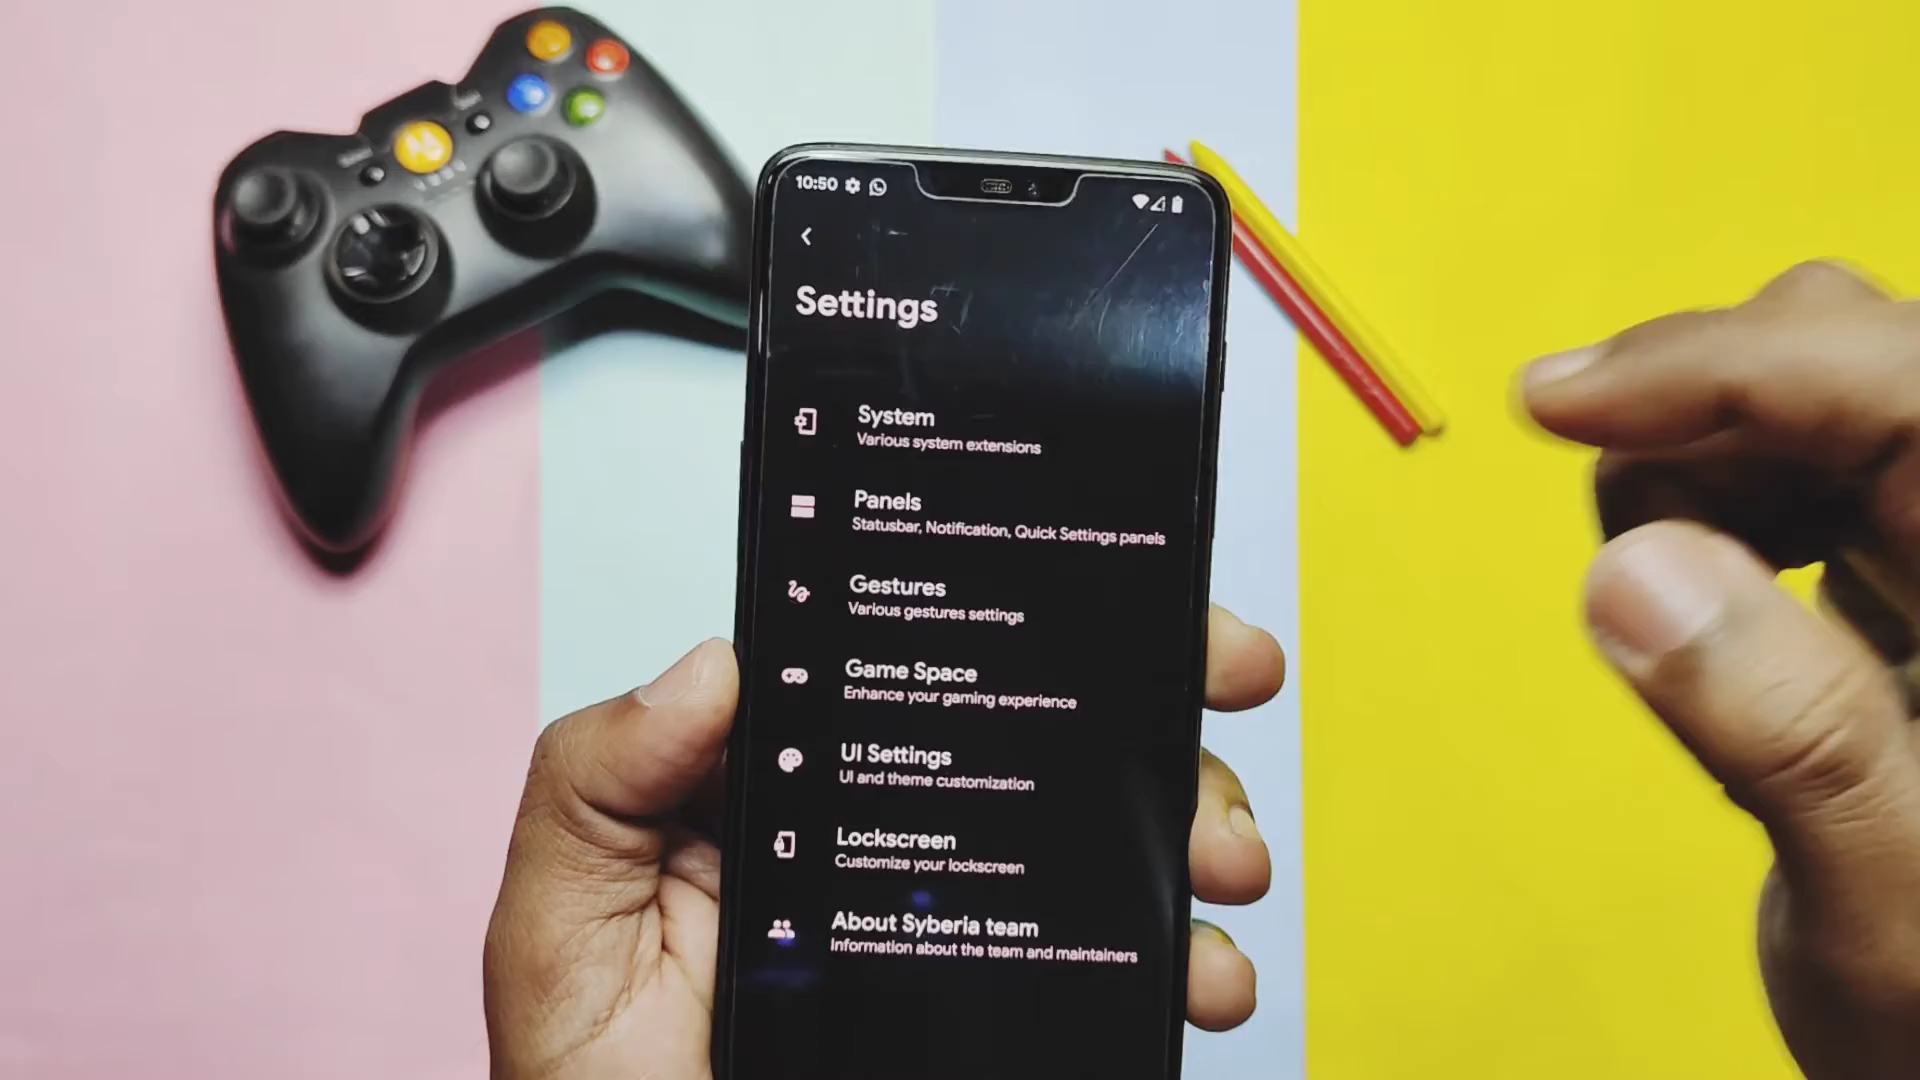 10:50
Settings
System
Various system extensions
Panels
Statusbar, Notification, Quick Settings panels
Gestures
Various gestures settings
Game Space
Enhance your gaming experience
UI Settings
UI and theme customization
Lockscreen
Customize your lockscreen
About Syberia team
Information about the team and maintainers